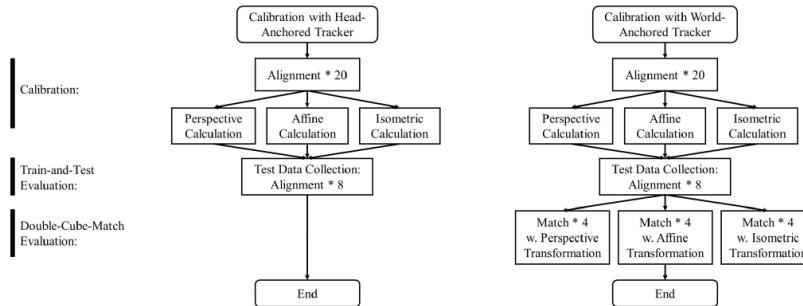 Calibration with Head-
Anchored Tracker
Calibration with World-
Anchored Tracker
Calibration:
Alignment * 20
Alignment * 20
Perspective
Calculation
Affine
Calculation
Isometric
Calculation
Perspective
Calculation
Affine
Calculation
Isometric
Calculation
Train-and-Test
Evaluation:
Test Data Collection:
Alignment * 8
Test Data Collection:
Alignment * 8
Double-Cube-Match
Evaluation:
Match * 4
w. Perspective
Transformation
Match * 4
w. Affine
Transformation
Match * 4
w. Isometric
Transformation
End
End